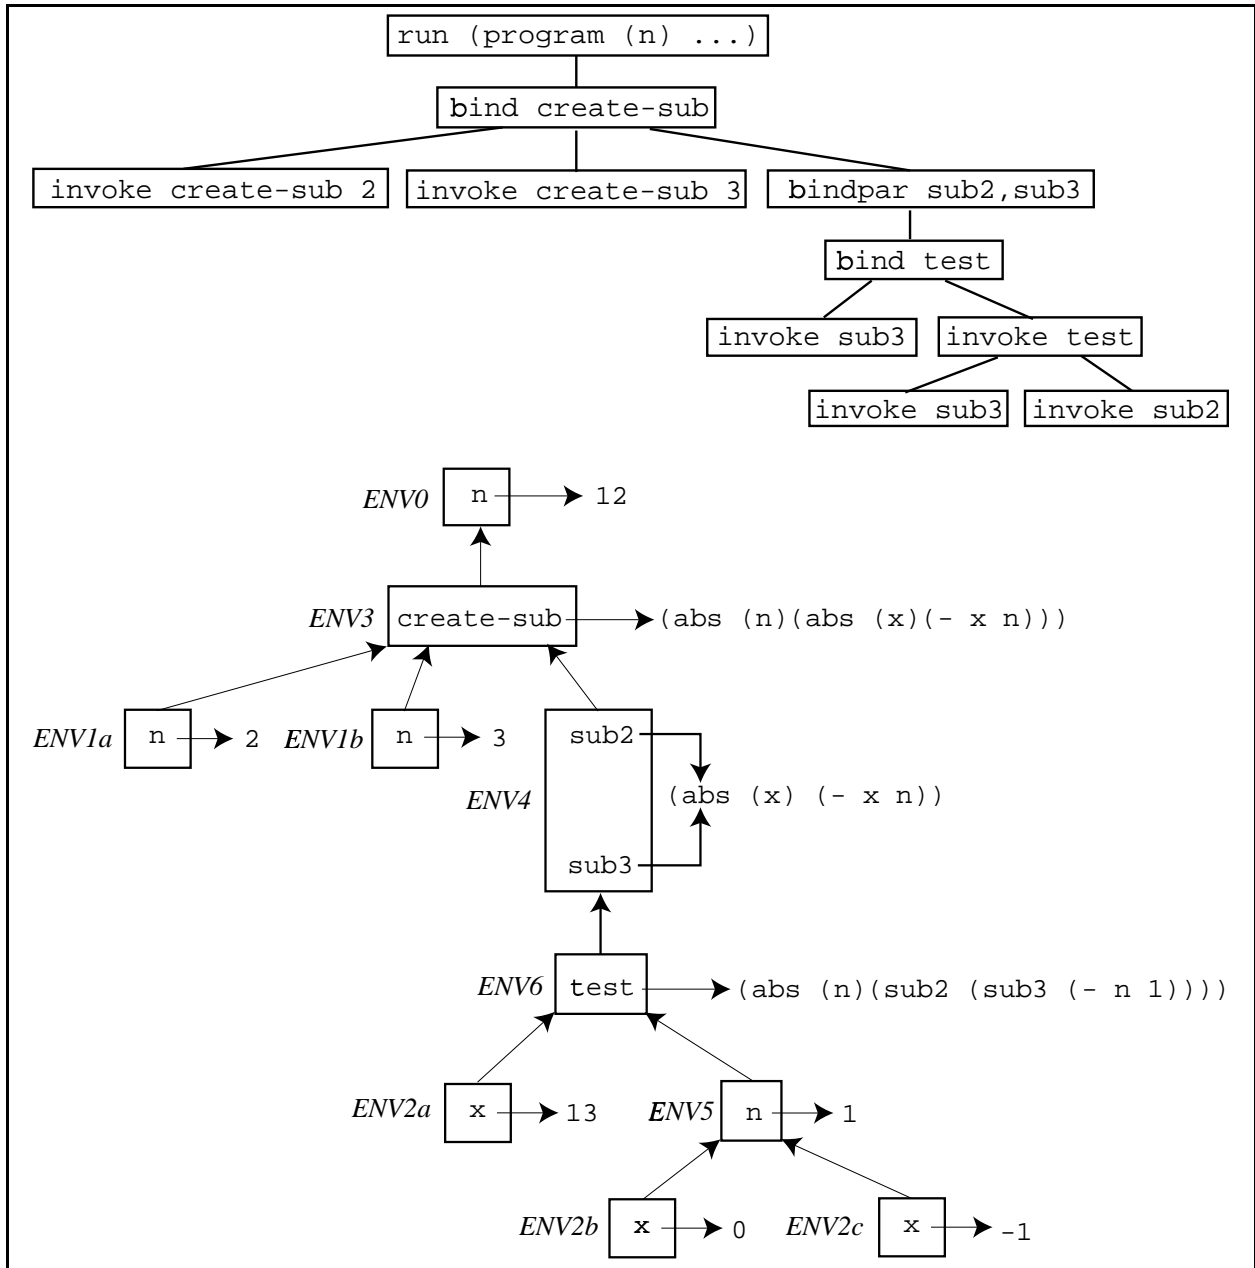 run (program (n) ...)
bind create-sub
invoke create-sub 2 invoke create-sub 3 bindpar sub2,sub3
bind test
invoke sub3 invoke test
invoke sub3 invoke sub2
ENV0 n 12
ENV3 create-sub (abs (n)(abs (x)(- x n)))
ENV1a n 2 ENV1b n 3 sub2
ENV4 (abs (x) (- x n))
sub3
ENV6 test (abs (n)(sub2 (sub3 (- n 1))))
ENV2a x 13 ENV5 n 1
ENV2b x 0 ENV2c x -1